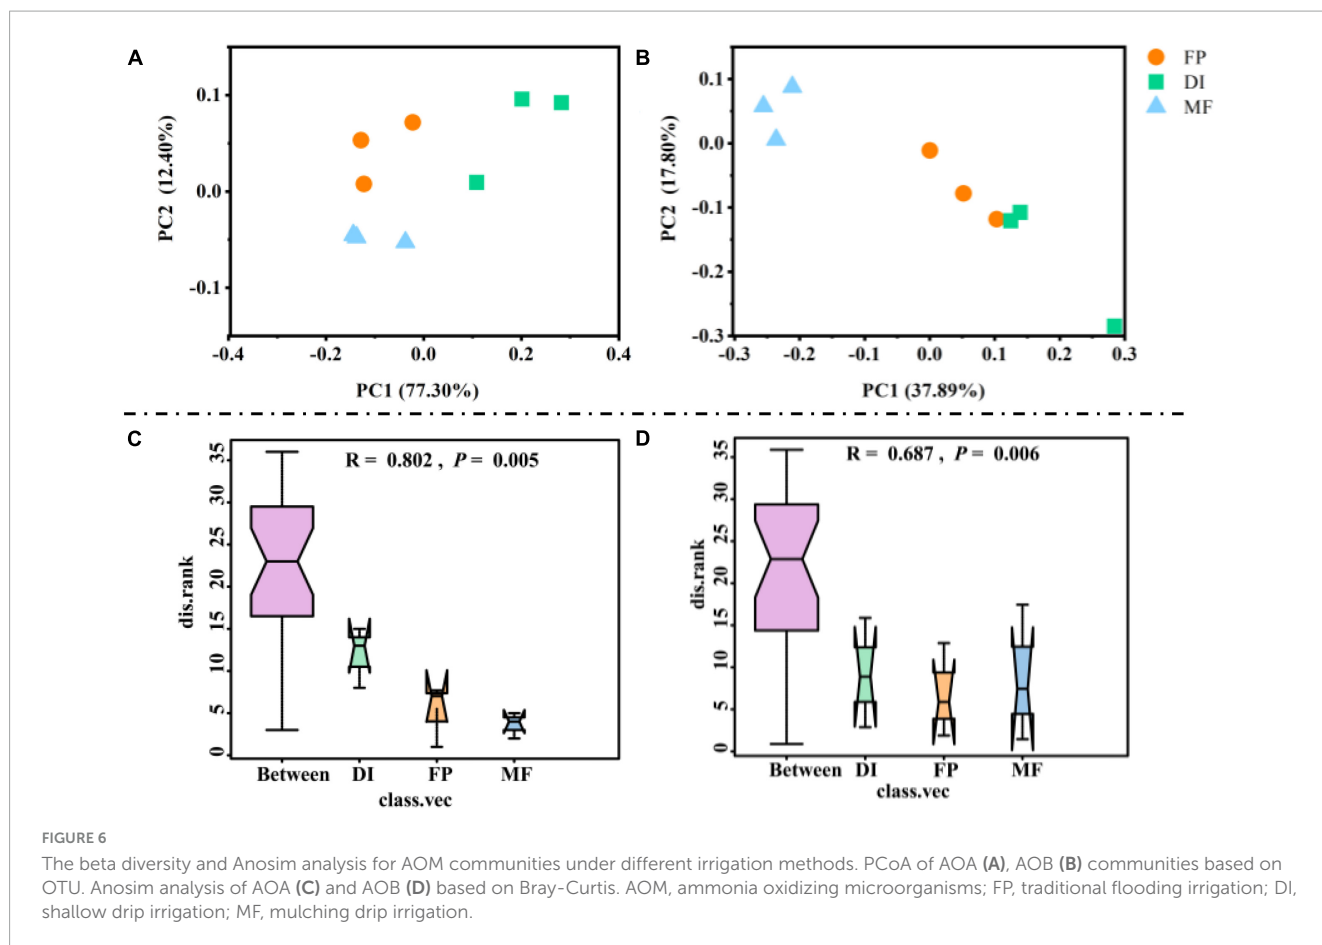 A
0.1
0.0
-0.1
PC2 (12.40%)
-0.4
-0.2
0.0
0.2
0.4
PC1 (77.30%)
B
0.1
0.0
-0.1
-0.2
-0.3
PC2 (17.80%)
-0.3
-0.2
0.0
0.1
0.3
PC1 (37.89%)
FP
DI
MF
C
R = 0.802 , P = 0.005
35
30
25
20
15
10
5
0
dis.rank
Between DI FP MF
class.vec
D
R = 0.687 , P = 0.006
35
30
25
20
15
10
5
0
dis.rank
Between DI FP MF
class.vec
FIGURE 6
The beta diversity and Anosim analysis for AOM communities under different irrigation methods. PCoA of AOA (A), AOB (B) communities based on
OTU. Anosim analysis of AOA (C) and AOB (D) based on Bray-Curtis. AOM, ammonia oxidizing microorganisms; FP, traditional flooding irrigation; DI,
shallow drip irrigation; MF, mulching drip irrigation.